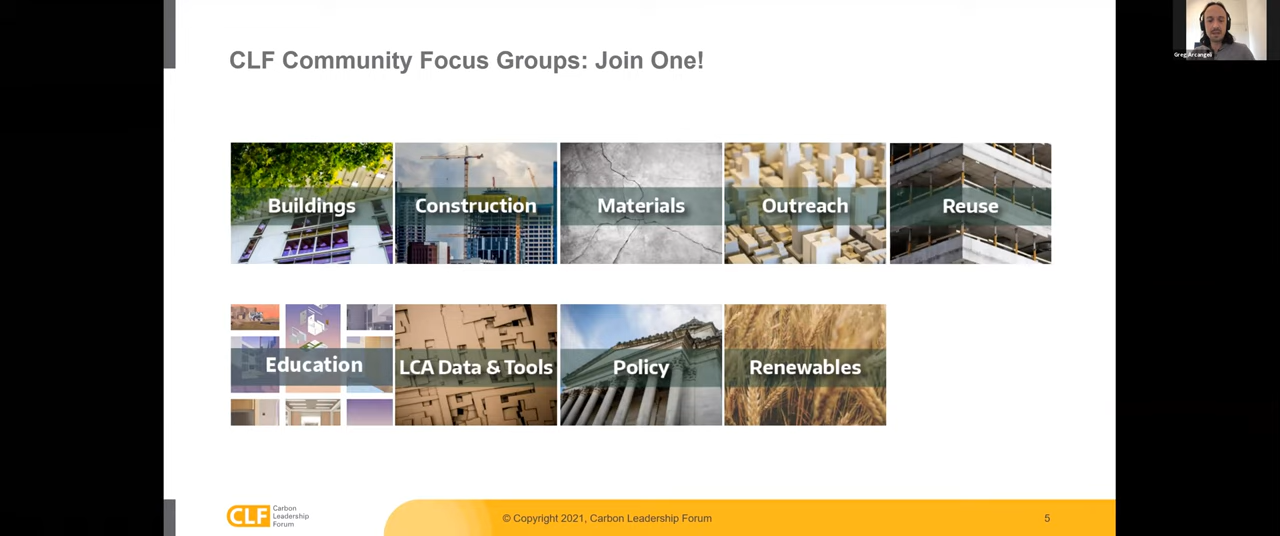 CLF Community Focus Groups: Join One!
Greg Arcangeli
Buildings
Construction
Materials
Outreach
Reuse
Education
LCA Data & Tools
Policy
Renewables
CLF
Carbon
Leadership
Forum
© Copyright 2021, Carbon Leadership Forum
5